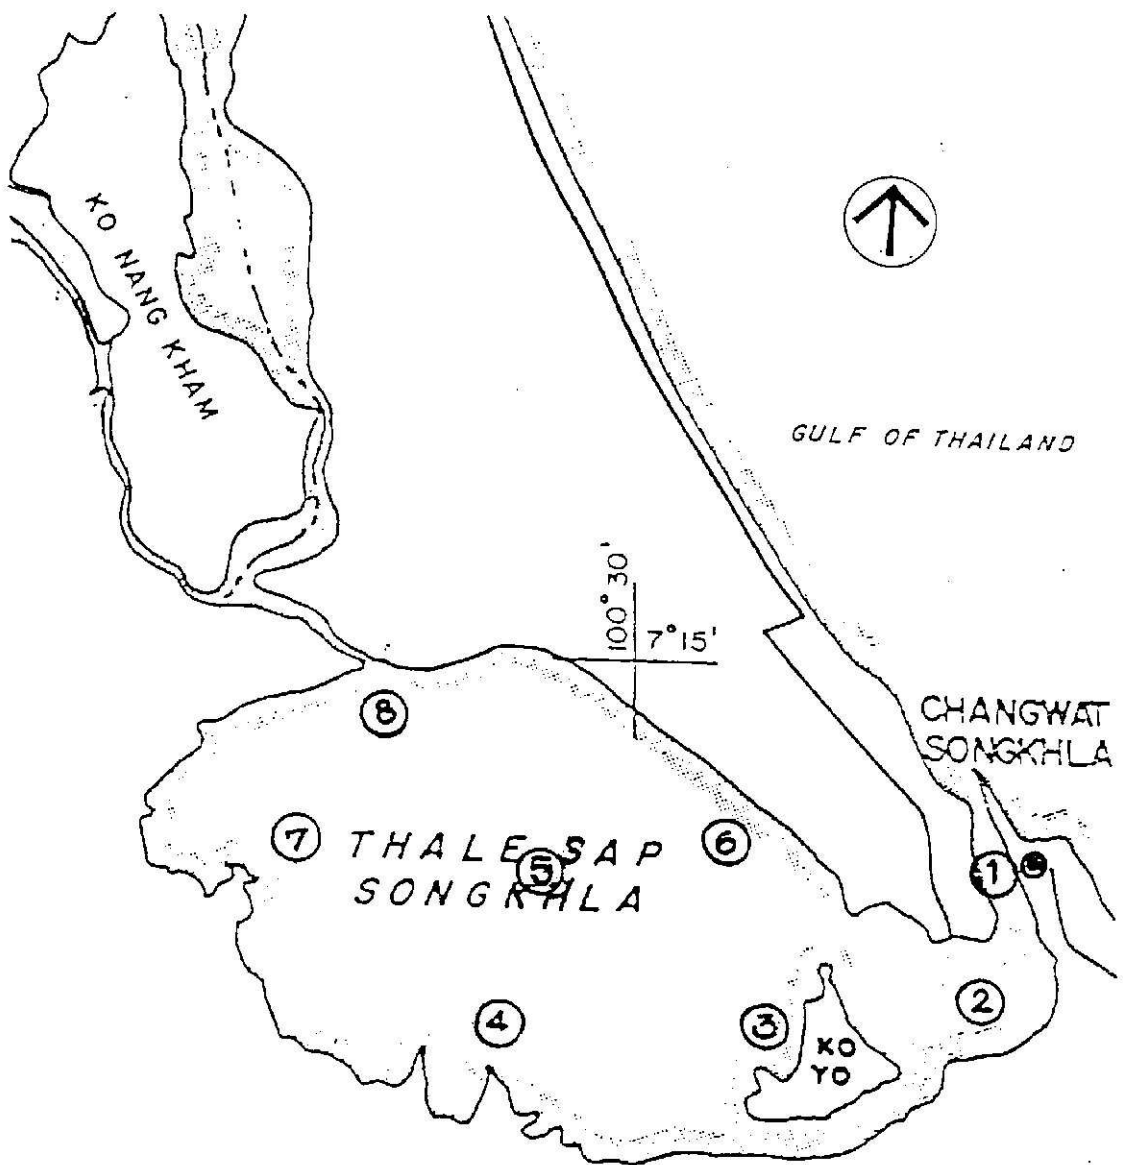 KO NANG KHAM
GULF OF THAILAND
100° 30'
7° 15'
CHANGWAT
SONGKHLA
8
7
THALE SAP
SONGKHLA
5
6
1
4
3
2
KO
YO